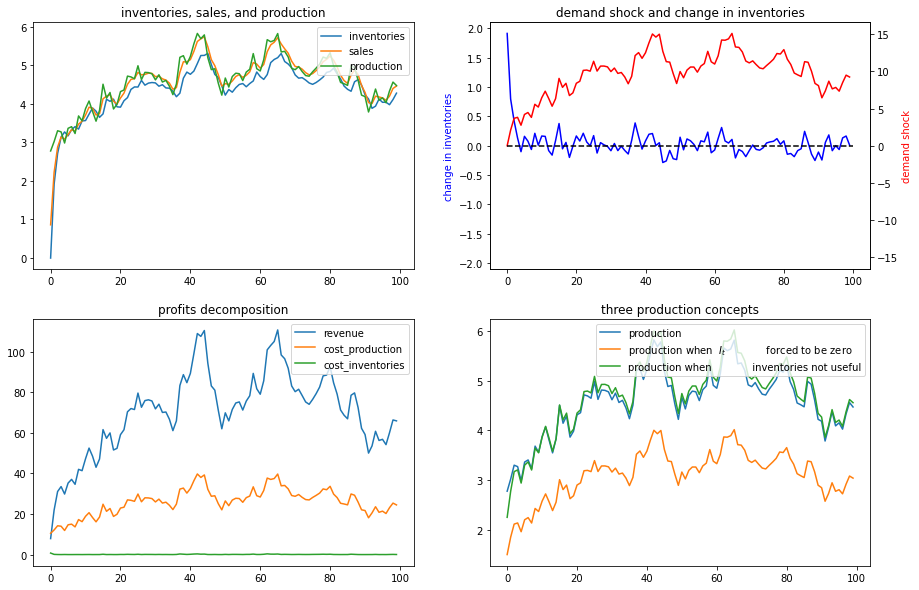 inventories, sales, and production
6
5
4
3
2
1
0
0 20 40 60 80 100
inventories
sales
production
demand shock and change in inventories
change in inventories
2.0
1.5
1.0
0.5
0.0
−0.5
−1.0
−1.5
−2.0
0 20 40 60 80 100
15
10
5
0
−5
−10
−15
demand shock
profits decomposition
100
80
60
40
20
0
0 20 40 60 80 100
revenue
cost_production
cost_inventories
three production concepts
6
5
4
3
2
0 20 40 60 80 100
production
production when I_t forced to be zero
production when inventories not useful